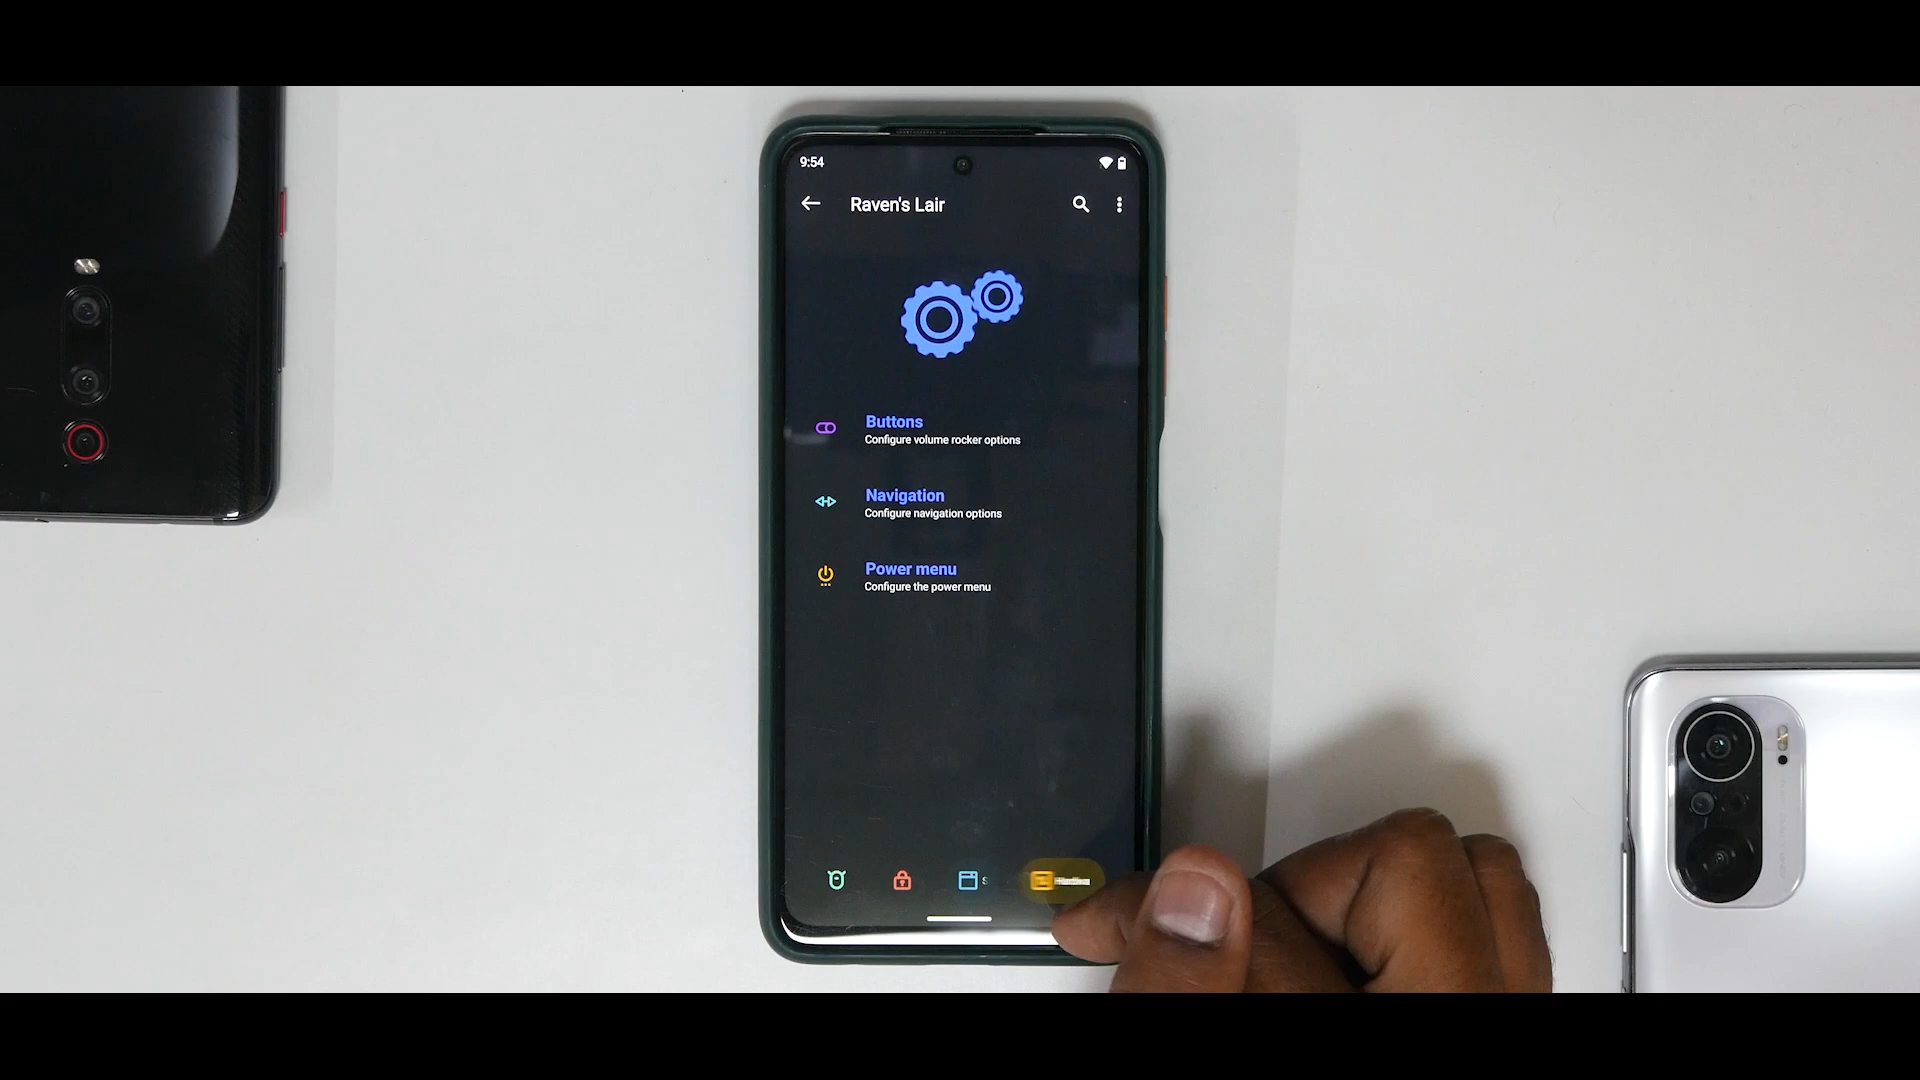 9:54
Raven's Lair
Buttons
Configure volume rocker options
Navigation
Configure navigation options
Power menu
Configure the power menu
S